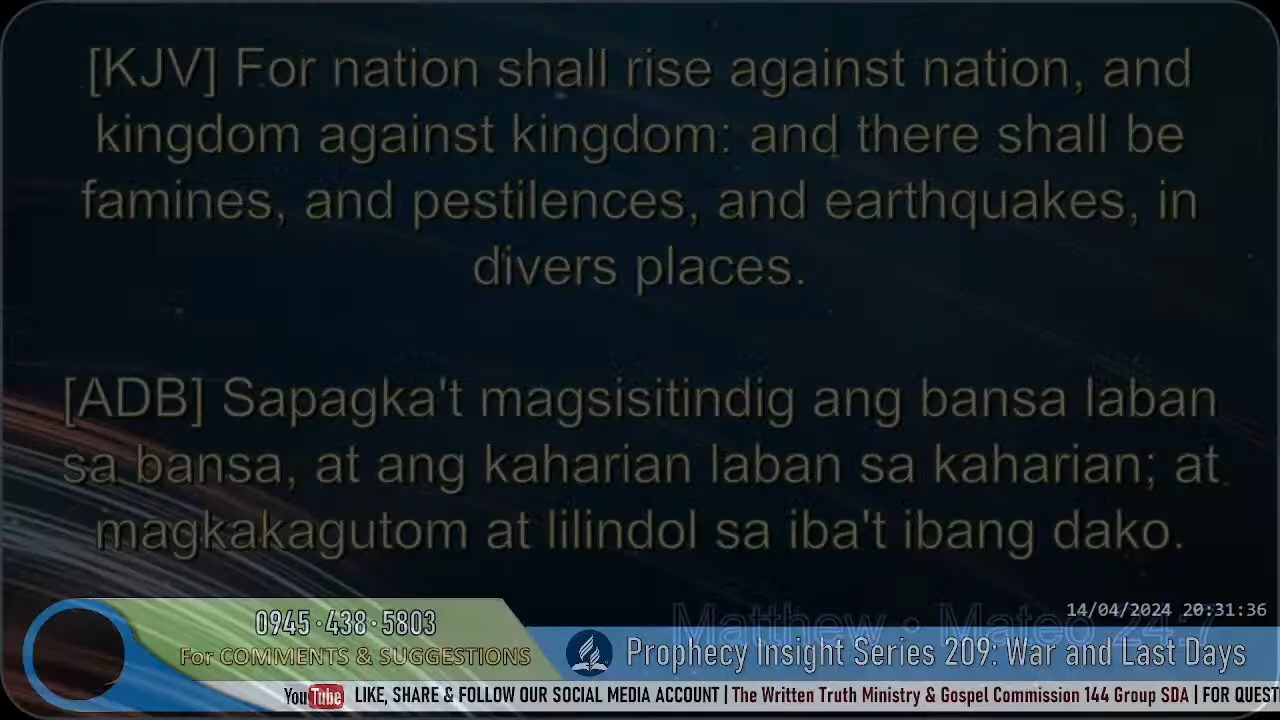 [KJV] For nation shall rise against nation, and
kingdom against kingdom: and there shall be
famines, and pestilences, and earthquakes, in
divers places.
[ADB] Sapagka't magsisitindig ang bansa laban
sa bansa, at ang kaharian laban sa kaharian; at
magkakagutom at lilindol sa iba't ibang dako.
Matthew • Mateo 24:7
14/04/2024 20:31:36
0945·438·5803
For COMMENTS & SUGGESTIONS
Prophecy Insight Series 209: War and Last Days
YouTube LIKE, SHARE & FOLLOW OUR SOCIAL MEDIA ACCOUNT | The Written Truth Ministry & Gospel Commission 144 Group SDA | FOR QUEST